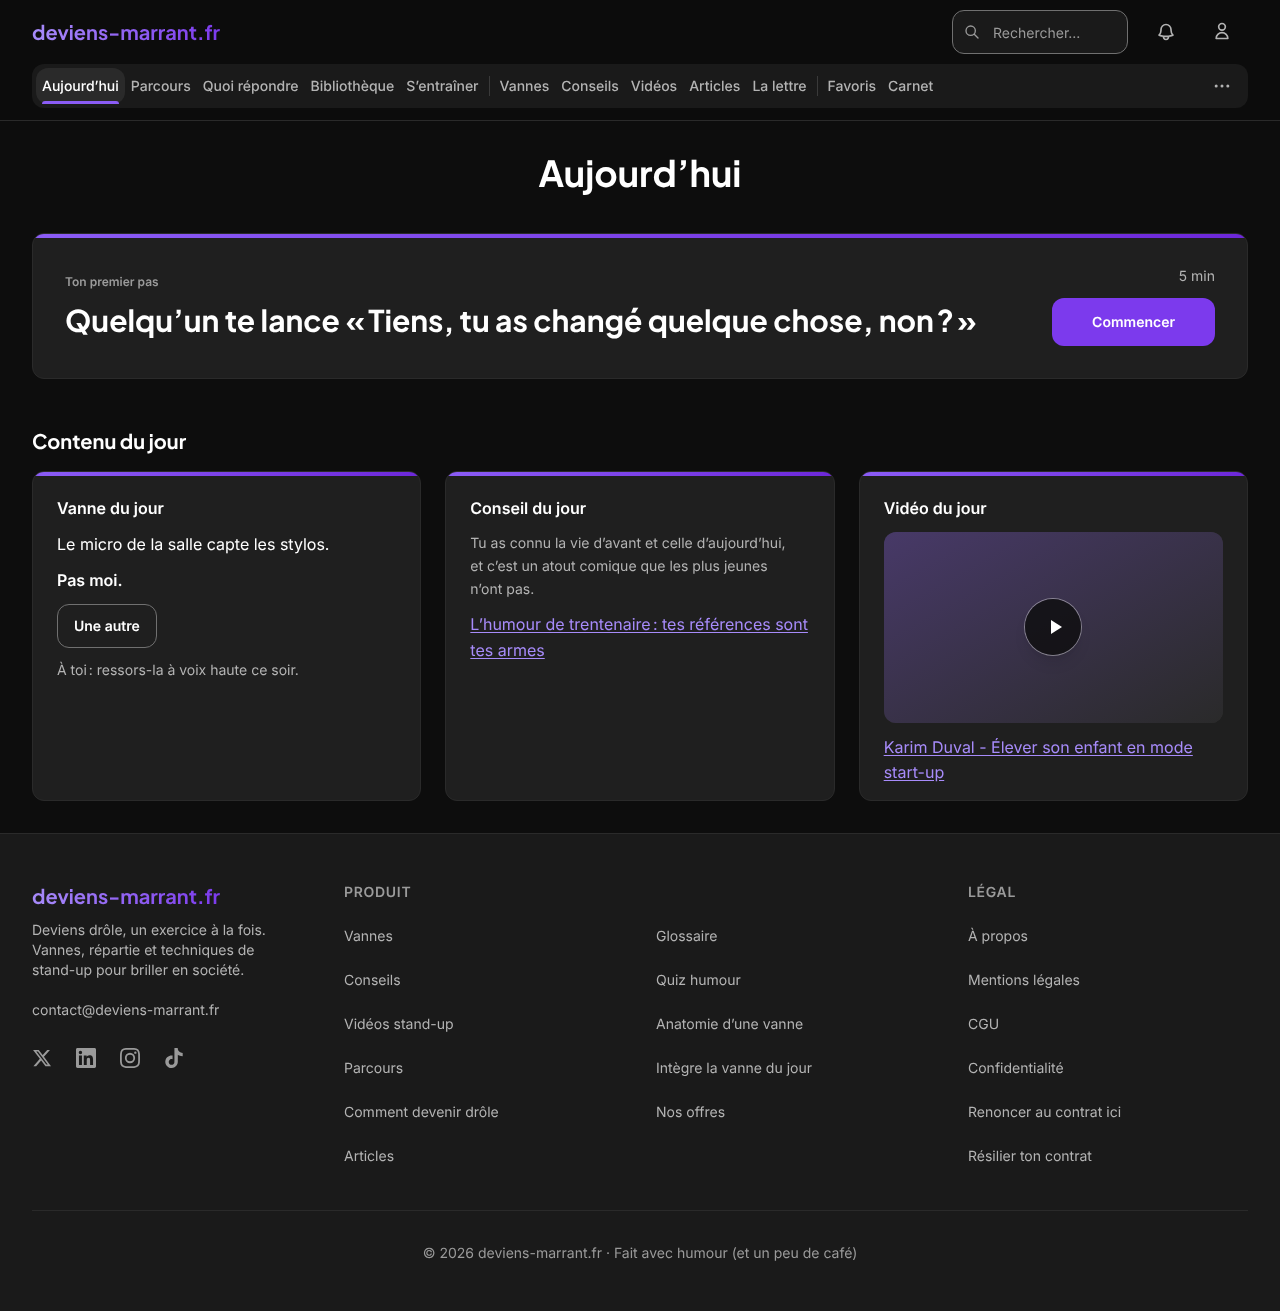 deviens-marrant.fr
Rechercher...
Aujourd’hui Parcours Quoi répondre Bibliothèque S’entraîner Vannes Conseils Vidéos Articles La lettre Favoris Carnet
Aujourd’hui
Ton premier pas
5 min
Quelqu’un te lance « Tiens, tu as changé quelque chose, non ? »
Commencer
Contenu du jour
Vanne du jour
Le micro de la salle capte les stylos.
Pas moi.
Une autre
À toi : ressors-la à voix haute ce soir.
Conseil du jour
Tu as connu la vie d’avant et celle d’aujourd’hui,
et c’est un atout comique que les plus jeunes
n’ont pas.
L’humour de trentenaire : tes références sont
tes armes
Vidéo du jour
Karim Duval - Élever son enfant en mode
start-up
deviens-marrant.fr
Deviens drôle, un exercice à la fois.
Vannes, répartie et techniques de
stand-up pour briller en société.
contact@deviens-marrant.fr
PRODUIT
Vannes
Conseils
Vidéos stand-up
Parcours
Comment devenir drôle
Articles
Glossaire
Quiz humour
Anatomie d’une vanne
Intègre la vanne du jour
Nos offres
LÉGAL
À propos
Mentions légales
CGU
Confidentialité
Renoncer au contrat ici
Résilier ton contrat
© 2026 deviens-marrant.fr · Fait avec humour (et un peu de café)